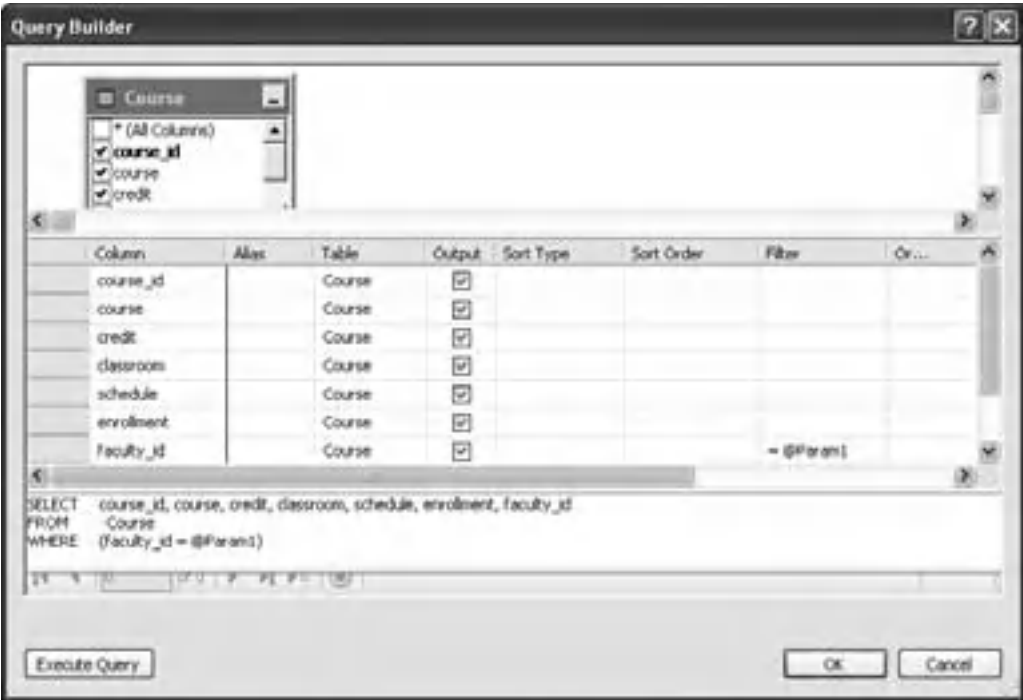 Query Builder
Course
* (All Columns)
course_id
course
credit
Column Alias Table Output Sort Type Sort Order Filter Or...
course_id Course
course Course
credit Course
classroom Course
schedule Course
enrollment Course
faculty_id Course = @Param1
SELECT course_id, course, credit, classroom, schedule, enrollment, faculty_id
FROM Course
WHERE (faculty_id = @Param1)
Execute Query OK Cancel